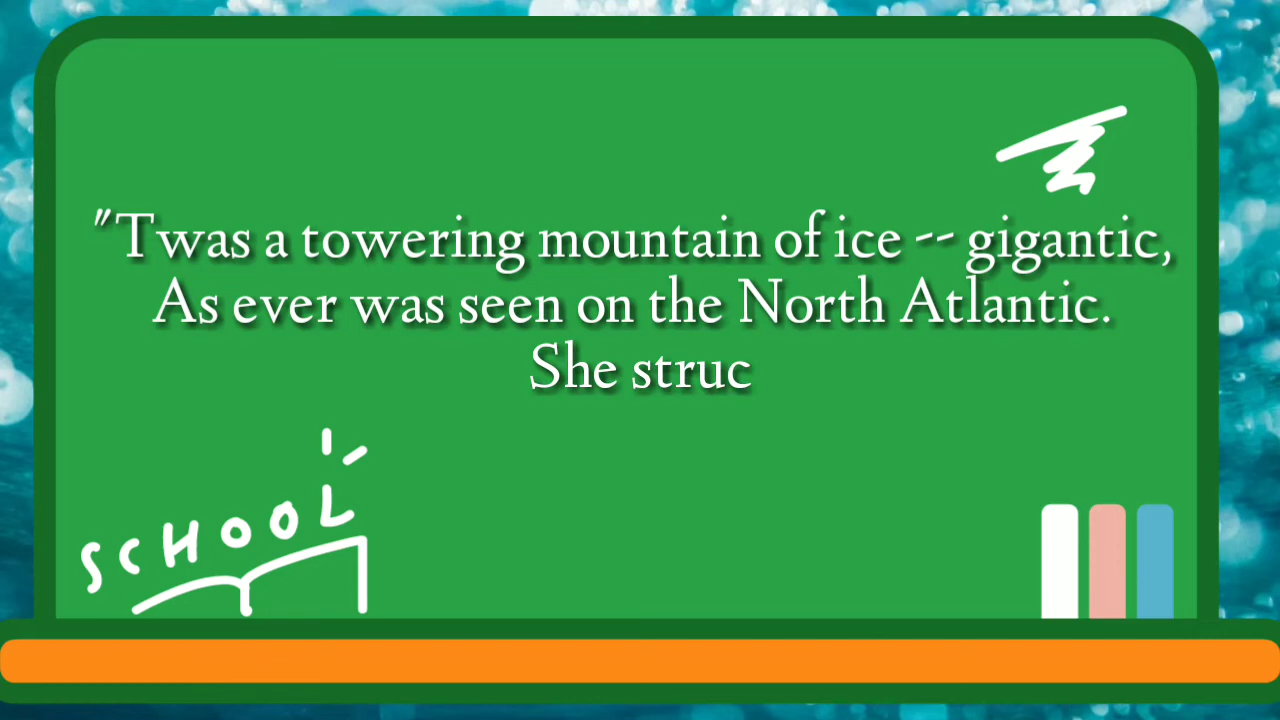 "Twas a towering mountain of ice -- gigantic,
As ever was seen on the North Atlantic.
She struc
SCHOOL